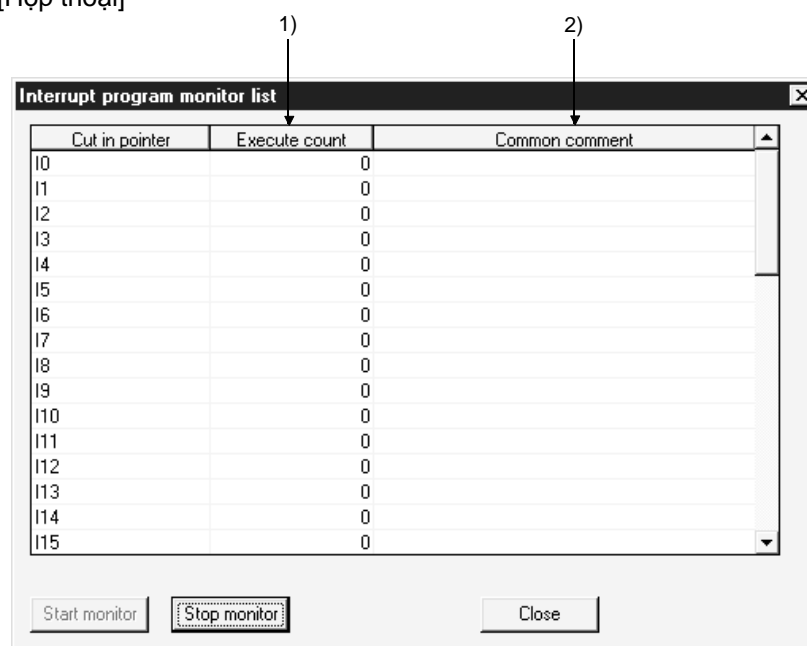 [Hộp thoại]
1) 2)
Interrupt program monitor list
Cut in pointer Execute count Common comment
I0 0
I1 0
I2 0
I3 0
I4 0
I5 0
I6 0
I7 0
I8 0
I9 0
I10 0
I11 0
I12 0
I13 0
I14 0
I15 0
Start monitor Stop monitor Close